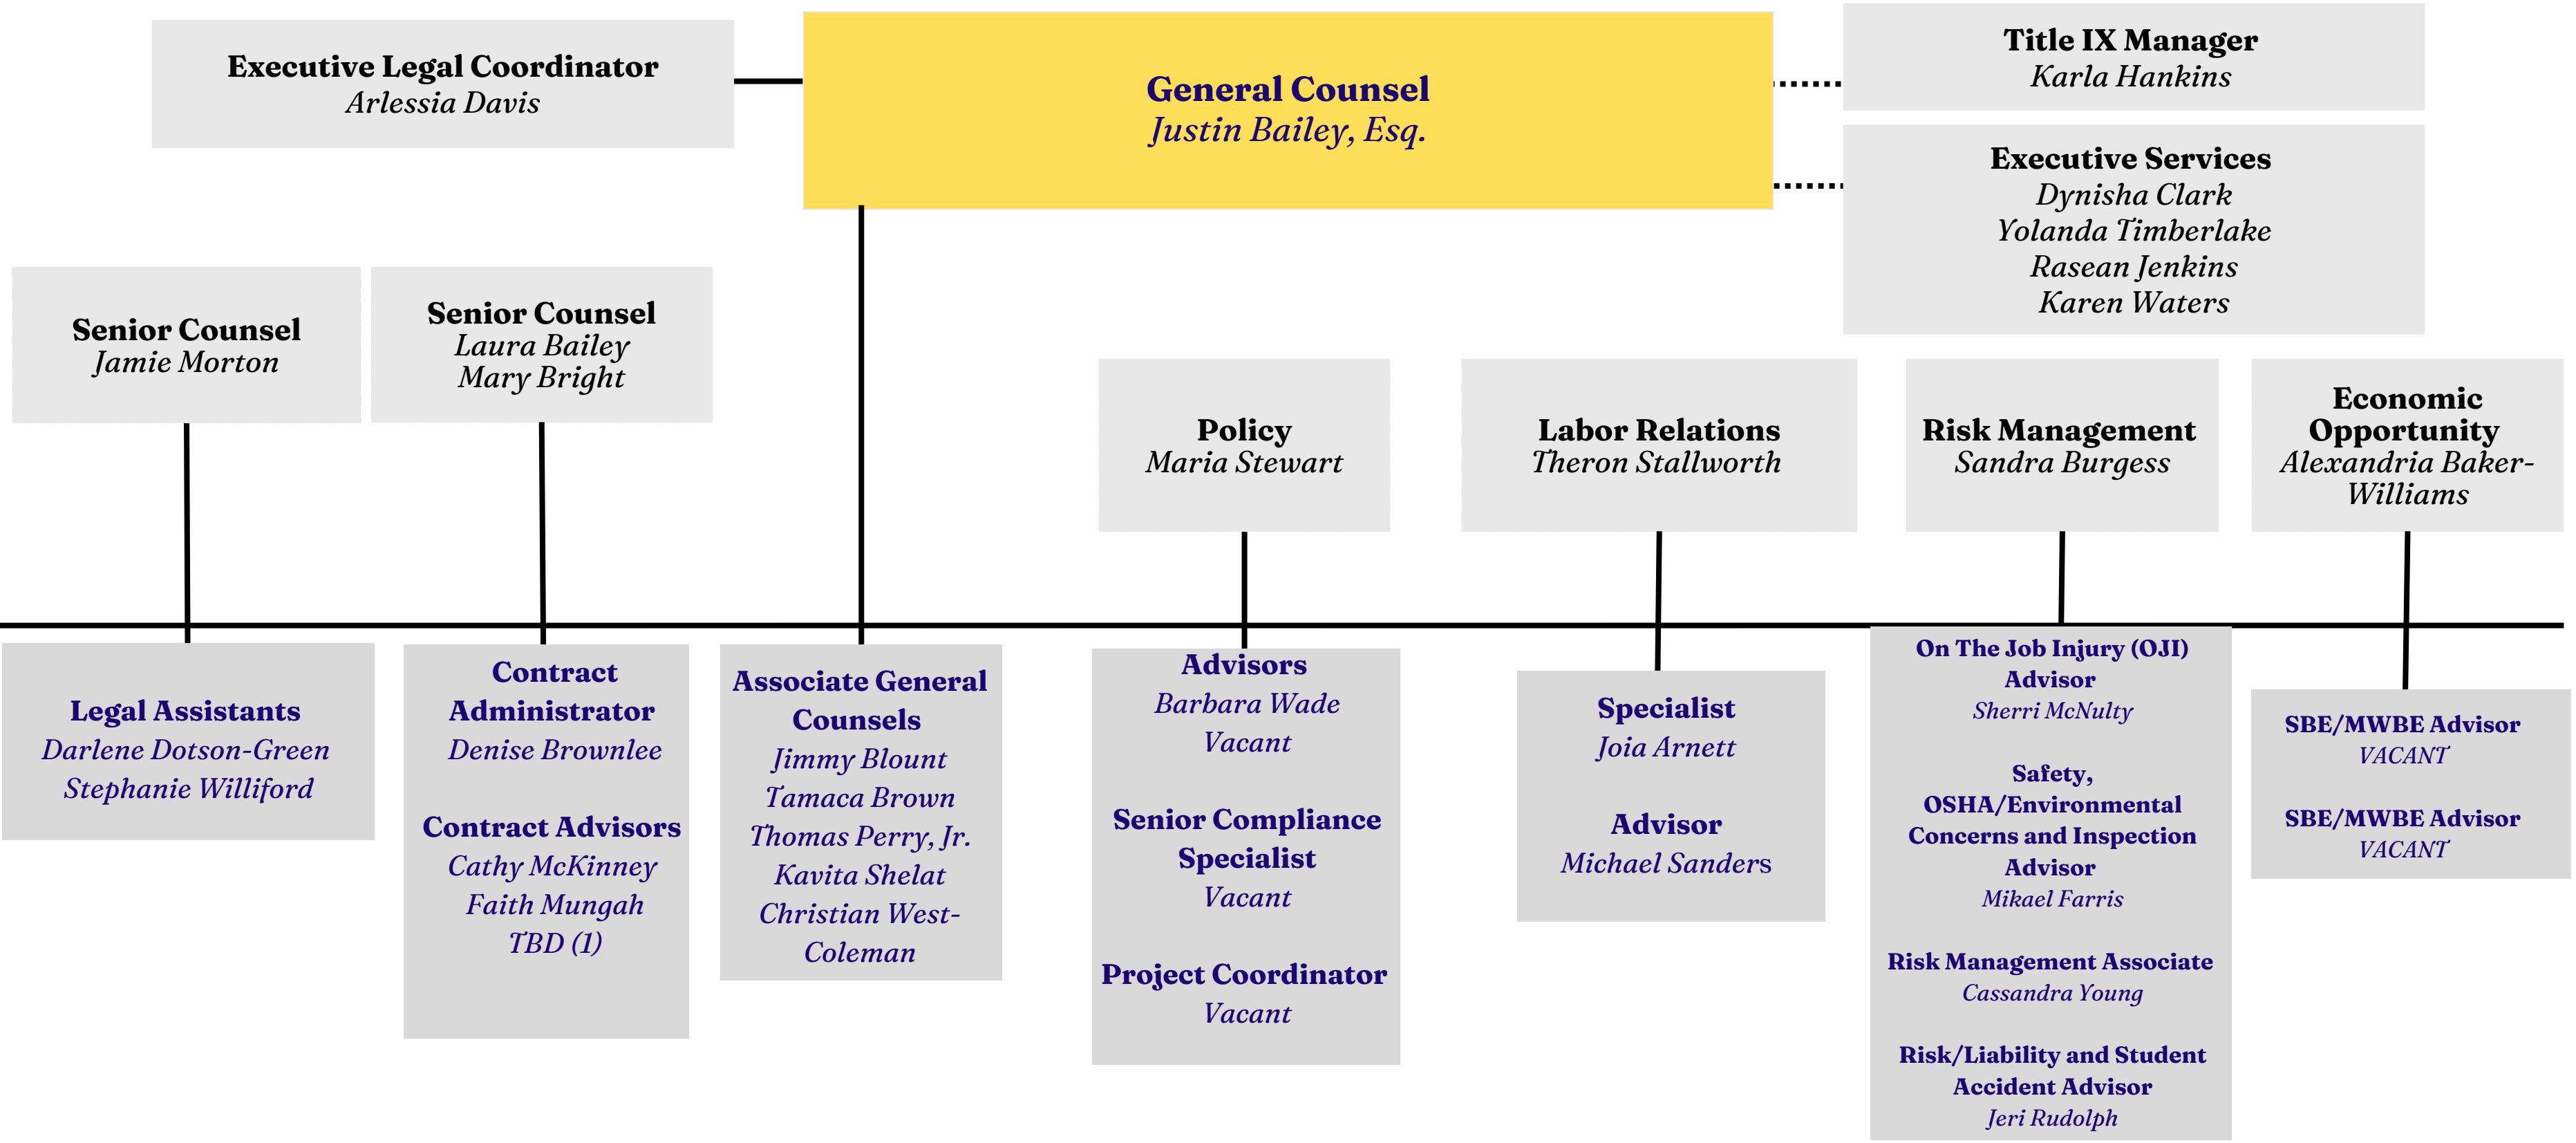 Executive Legal Coordinator
Arlessia Davis
General Counsel
Justin Bailey, Esq.
Title IX Manager
Karla Hankins
Executive Services
Dynisha Clark
Yolanda Timberlake
Rasean Jenkins
Karen Waters
Senior Counsel
Jamie Morton
Senior Counsel
Laura Bailey
Mary Bright
Policy
Maria Stewart
Labor Relations
Theron Stallworth
Risk Management
Sandra Burgess
Economic
Opportunity
Alexandria Baker-
Williams
Legal Assistants
Darlene Dotson-Green
Stephanie Williford
Contract
Administrator
Denise Brownlee
Contract Advisors
Cathy McKinney
Faith Mungah
TBD (1)
Associate General
Counsels
Jimmy Blount
Tamaca Brown
Thomas Perry, Jr.
Kavita Shelat
Christian West-
Coleman
Advisors
Barbara Wade
Vacant
Senior Compliance
Specialist
Vacant
Project Coordinator
Vacant
Specialist
Joia Arnett
Advisor
Michael Sanders
On The Job Injury (OJI)
Advisor
Sherri McNulty
Safety,
OSHA/Environmental
Concerns and Inspection
Advisor
Mikael Farris
Risk Management Associate
Cassandra Young
Risk/Liability and Student
Accident Advisor
Jeri Rudolph
SBE/MWBE Advisor
VACANT
SBE/MWBE Advisor
VACANT